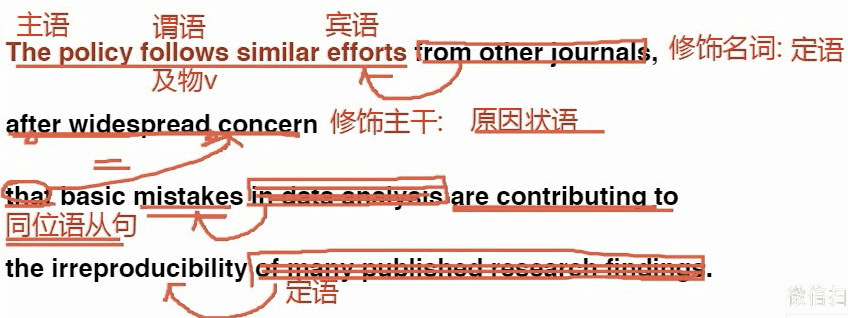 主语 谓语 宾语
The policy follows similar efforts from other journals, 修饰名词: 定语
及物v
after widespread concern 修饰主干: 原因状语
that basic mistakes in data analysis are contributing to
同位语从句
the irreproducibility of many published research findings.
定语
微信扫